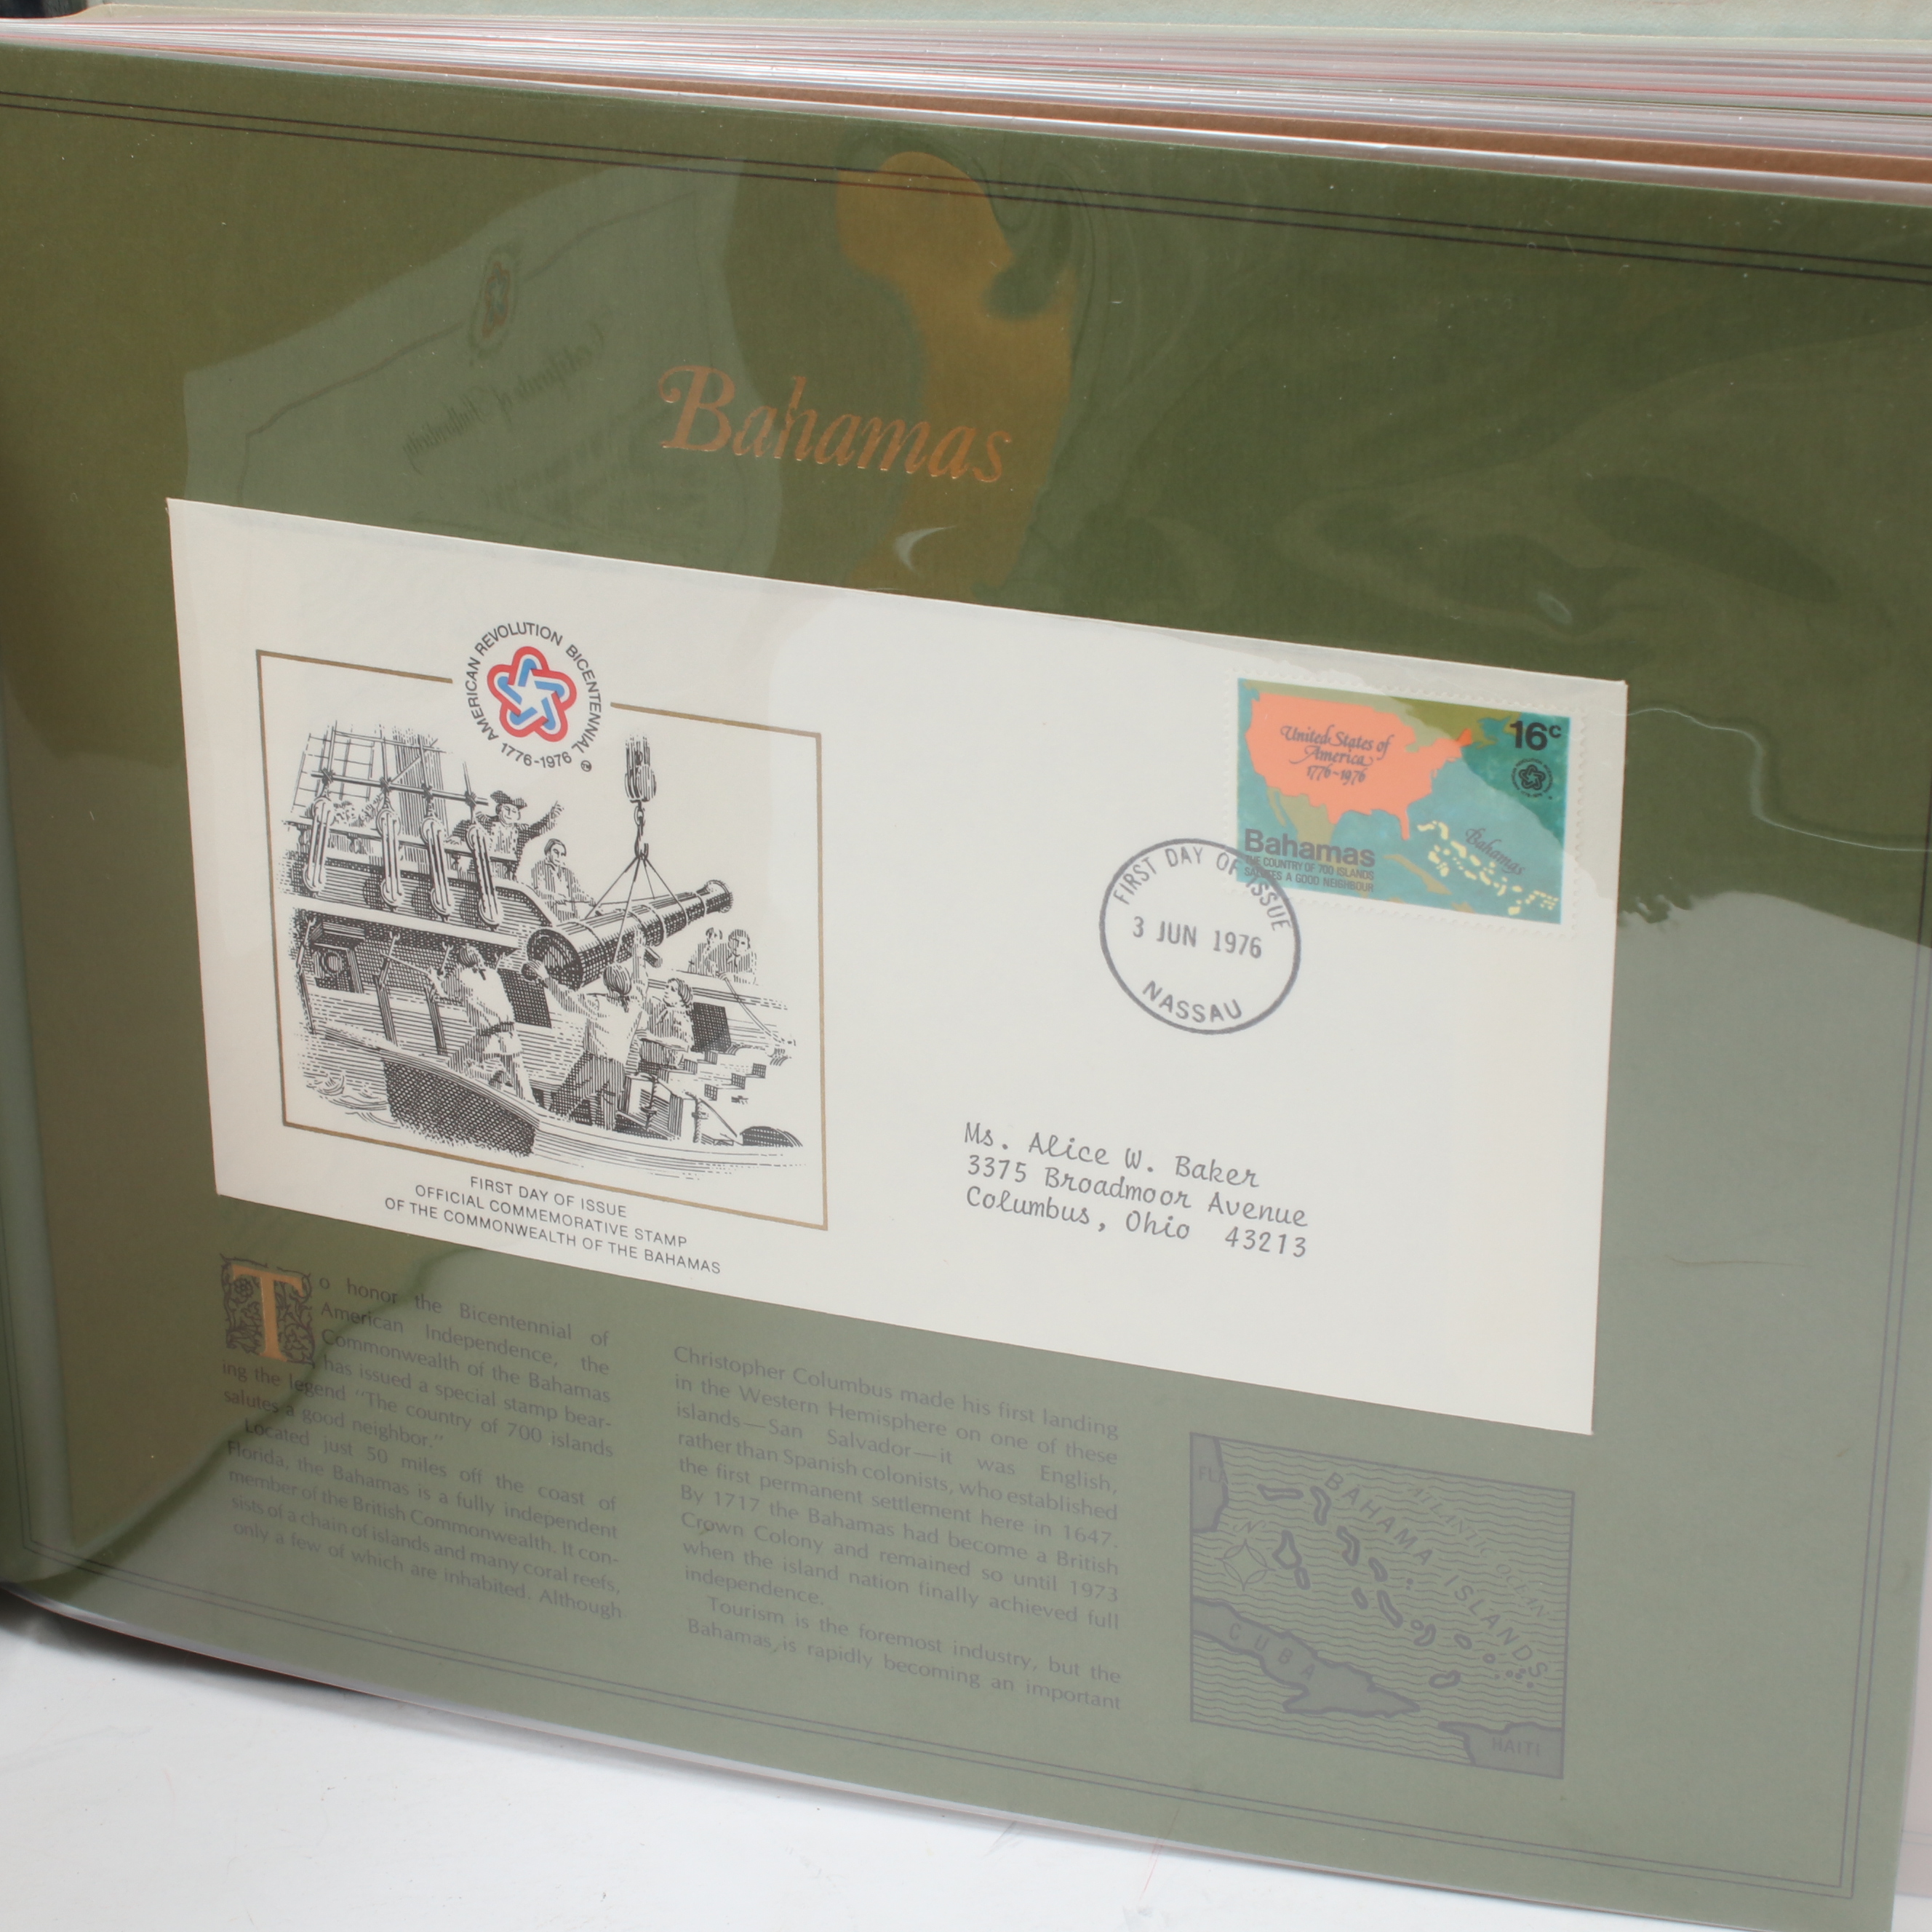 Bahamas
AMERICAN REVOLUTION BICENTENNIAL
1776-1976
United States of
America
1776-1976
16c
Bahamas
Bahamas
THE COUNTRY OF 700 ISLANDS
SALUTES A GOOD NEIGHBOUR
FIRST DAY OF ISSUE
3 JUN 1976
NASSAU
Ms. Alice W. Baker
3375 Broadmoor Avenue
Columbus, Ohio 43213
FIRST DAY OF ISSUE
OFFICIAL COMMEMORATIVE STAMP
OF THE COMMONWEALTH OF THE BAHAMAS
To honor the Bicentennial of
American Independence, the
Commonwealth of the Bahamas
has issued a special stamp bear-
ing the legend "The country of 700 islands
salutes a good neighbor."
Located just 50 miles off the coast of
Florida, the Bahamas is a fully independent
member of the British Commonwealth. It con-
sists of a chain of islands and many coral reefs,
only a few of which are inhabited. Although
Christopher Columbus made his first landing
in the Western Hemisphere on one of these
islands—San Salvador—it was English,
rather than Spanish colonists, who established
the first permanent settlement here in 1647.
By 1717 the Bahamas had become a British
Crown Colony and remained so until 1973
when the island nation finally achieved full
independence.
Tourism is the foremost industry, but the
Bahamas is rapidly becoming an important
FLA
BAHAMA ISLANDS
ATLANTIC OCEAN
N
CUBA
HAITI